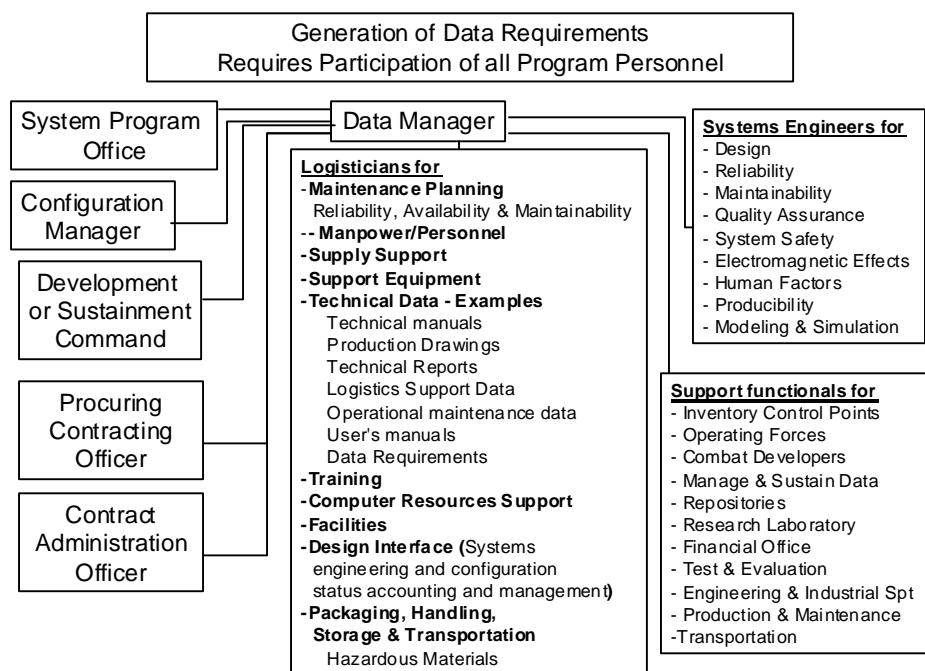 Generation of Data Requirements
Requires Participation of all Program Personnel
System Program
Office
Configuration
Manager
Development
or Sustainment
Command
Procuring
Contracting
Officer
Contract
Administration
Officer
Data Manager
Logisticians for
-Maintenance Planning
Reliability, Availability & Maintainability
-- Manpower/Personnel
-Supply Support
-Support Equipment
-Technical Data - Examples
Technical manuals
Production Drawings
Technical Reports
Logistics Support Data
Operational maintenance data
User's manuals
Data Requirements
-Training
-Computer Resources Support
-Facilities
-Design Interface (Systems
engineering and configuration
status accounting and management)
-Packaging, Handling,
Storage & Transportation
Hazardous Materials
Systems Engineers for
- Design
- Reliability
- Maintainability
- Quality Assurance
- System Safety
- Electromagnetic Effects
- Human Factors
- Producibility
- Modeling & Simulation
Support functionals for
- Inventory Control Points
- Operating Forces
- Combat Developers
- Manage & Sustain Data
- Repositories
- Research Laboratory
- Financial Office
- Test & Evaluation
- Engineering & Industrial Spt
- Production & Maintenance
-Transportation